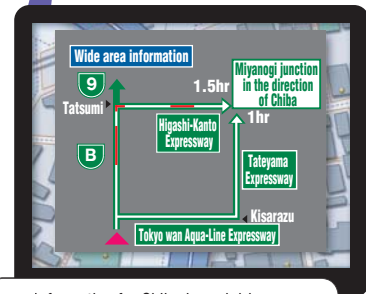 Wide area information
9
1.5hr
Miyanogi junction
in the direction
of Chiba
Tatsumi
1hr
Higashi-Kanto
Expressway
B
Tateyama
Expressway
Kisarazu
Tokyo wan Aqua-Line Expressway